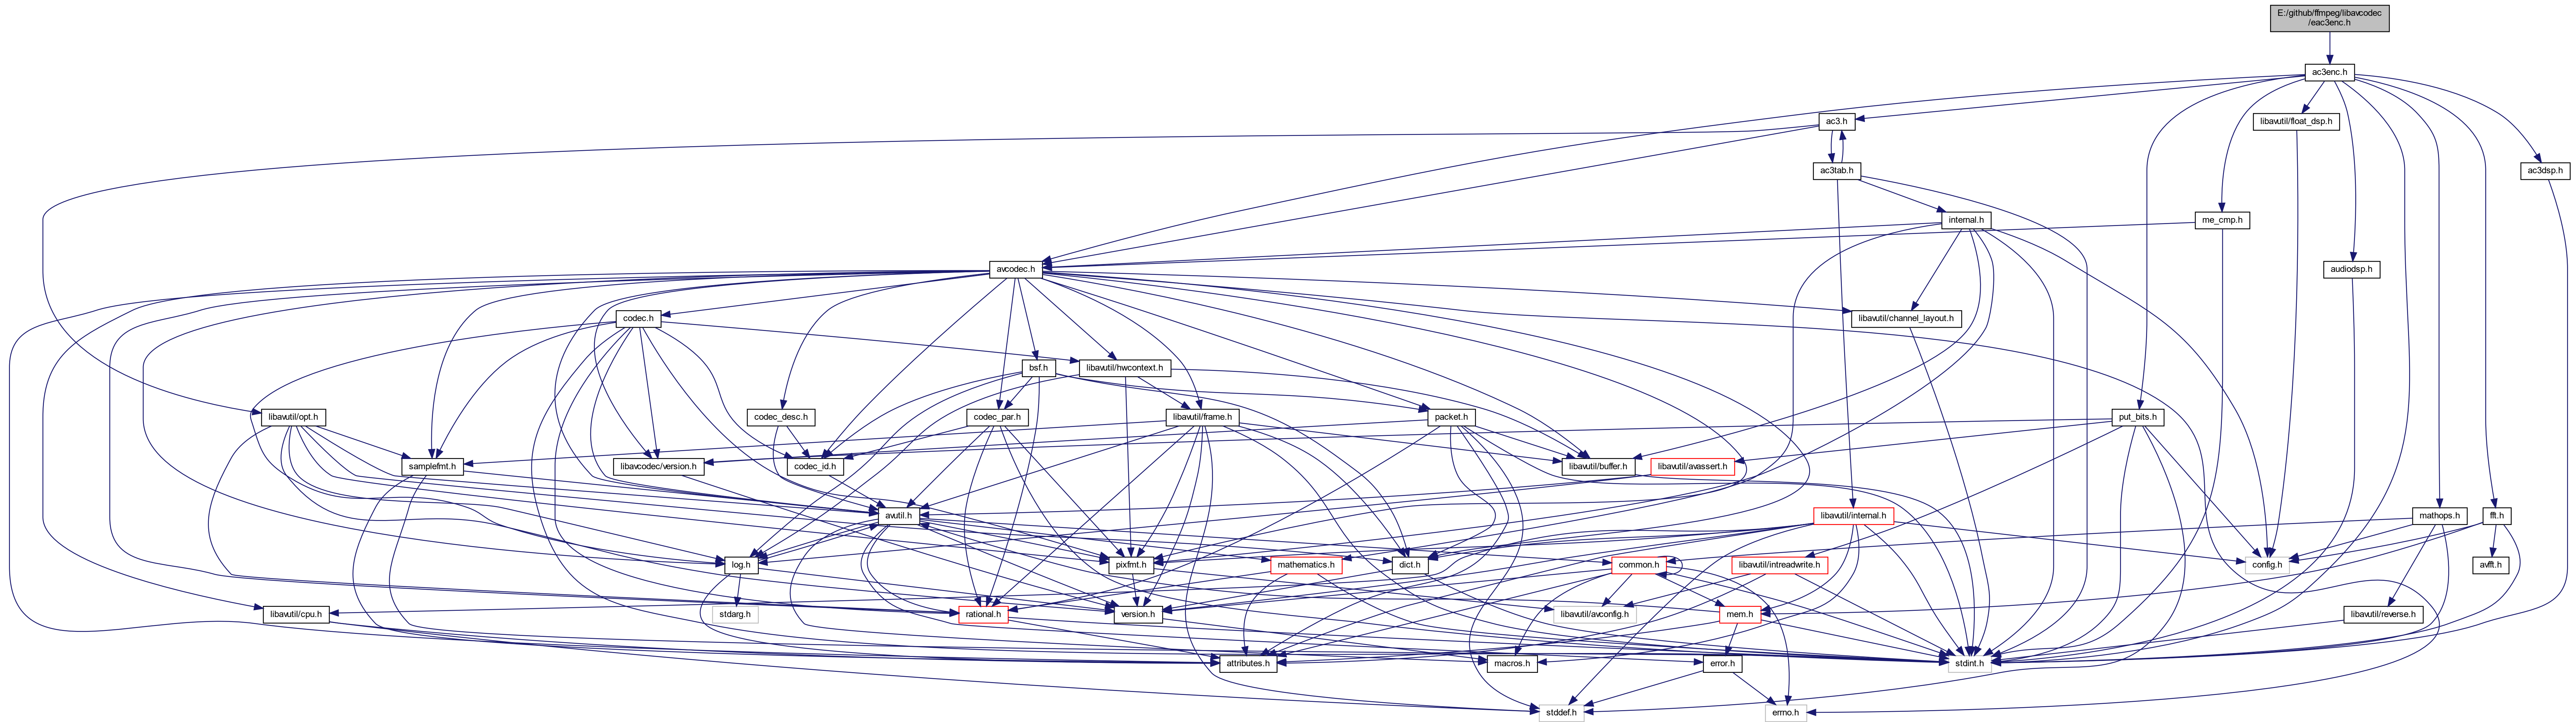 E:/github/ffmpeg/libavcodec
/eac3enc.h
ac3enc.h
ac3.h
libavutil/float_dsp.h
ac3tab.h
ac3dsp.h
internal.h
me_cmp.h
avcodec.h
audiodsp.h
codec.h
libavutil/channel_layout.h
bsf.h
libavutil/hwcontext.h
libavutil/opt.h
codec_desc.h
codec_par.h
libavutil/frame.h
packet.h
put_bits.h
samplefmt.h
libavcodec/version.h
codec_id.h
libavutil/buffer.h
libavutil/avassert.h
avutil.h
libavutil/internal.h
mathops.h
fft.h
log.h
pixfmt.h
mathematics.h
dict.h
common.h
libavutil/intreadwrite.h
config.h
avfft.h
libavutil/cpu.h
stdarg.h
rational.h
version.h
libavutil/avconfig.h
mem.h
libavutil/reverse.h
attributes.h
macros.h
error.h
stdint.h
stddef.h
errno.h